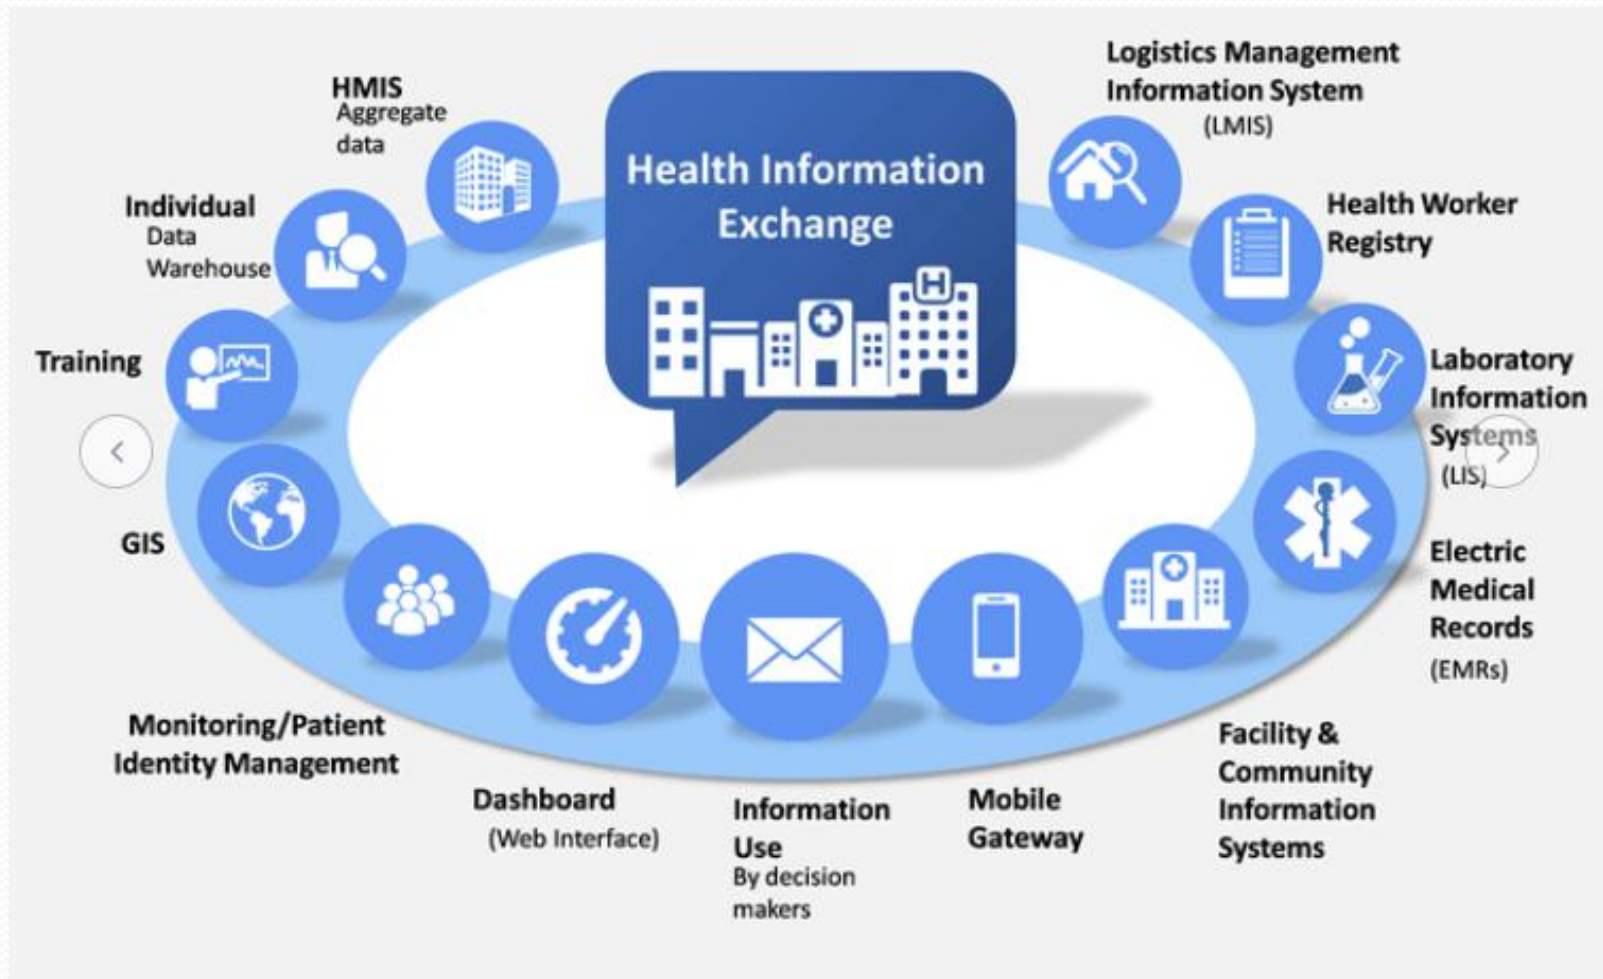 Health Information
Exchange
HMIS
Aggregate
data
Individual
Data
Warehouse
Training
GIS
Monitoring/Patient
Identity Management
Dashboard
(Web Interface)
Information
Use
By decision
makers
Mobile
Gateway
Facility &
Community
Information
Systems
Electric
Medical
Records
(EMRs)
Laboratory
Information
Systems
(LIS)
Health Worker
Registry
Logistics Management
Information System
(LMIS)
H